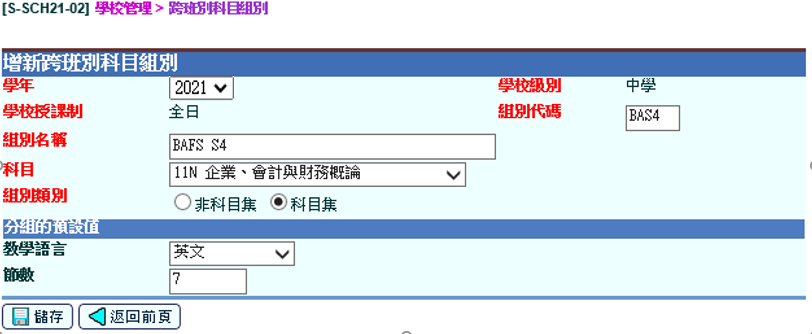 [S-SCH21-02] 學校管理 > 跨班別科目組別
增新跨班別科目組別
學年 2021 學校級別 中學
學校授課制 全日 組別代碼 BAS4
組別名稱 BAFS S4
科目 11N 企業、會計與財務概論
組別類別 非科目集 科目集
分組的預設值
教學語言 英文
節數 7
儲存 返回前頁